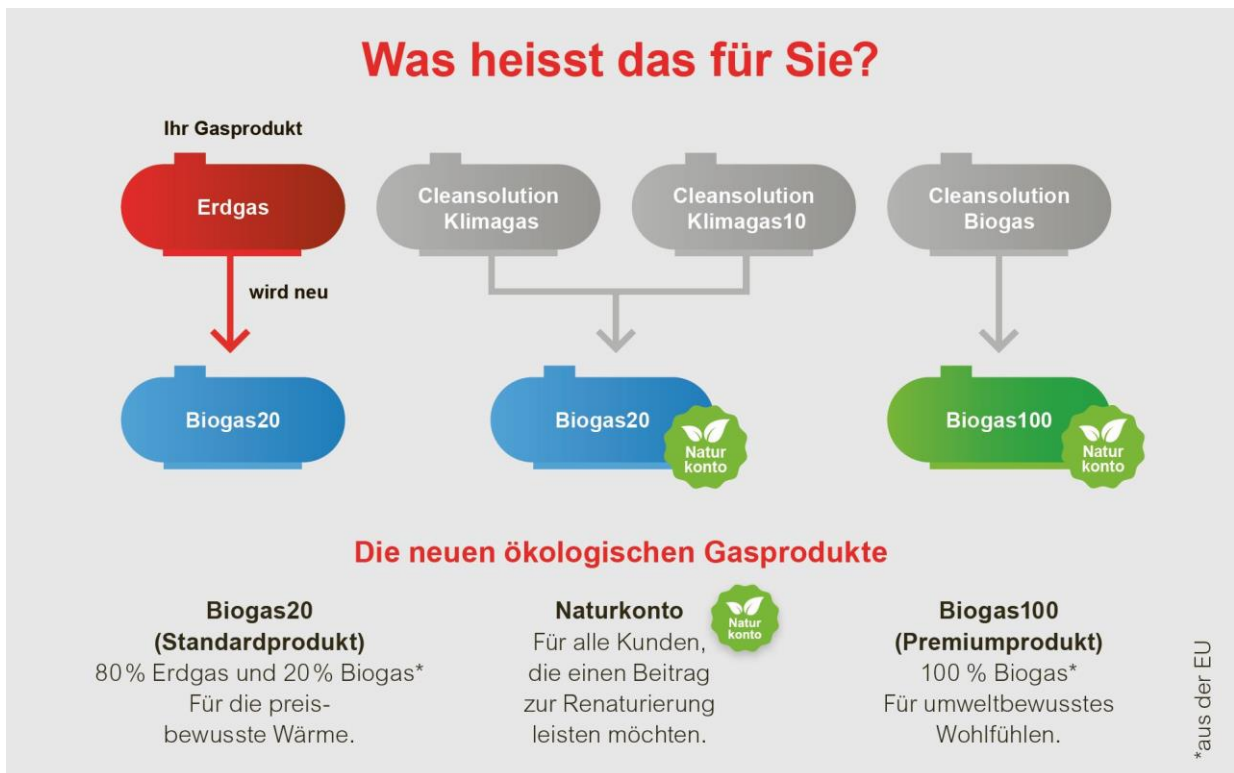 Was heisst das für Sie?
Ihr Gasprodukt
Erdgas
Cleansolution
Klimagas
Cleansolution
Klimagas10
Cleansolution
Biogas
wird neu
Biogas20
Biogas20
Natur
konto
Biogas100
Natur
konto
Die neuen ökologischen Gasprodukte
Biogas20
(Standardprodukt)
80% Erdgas und 20% Biogas*
Für die preis-
bewusste Wärme.
Naturkonto
Natur
konto
Für alle Kunden,
die einen Beitrag
zur Renaturierung
leisten möchten.
Biogas100
(Premiumprodukt)
100 % Biogas*
Für umweltbewusstes
Wohlfühlen.
*aus der EU